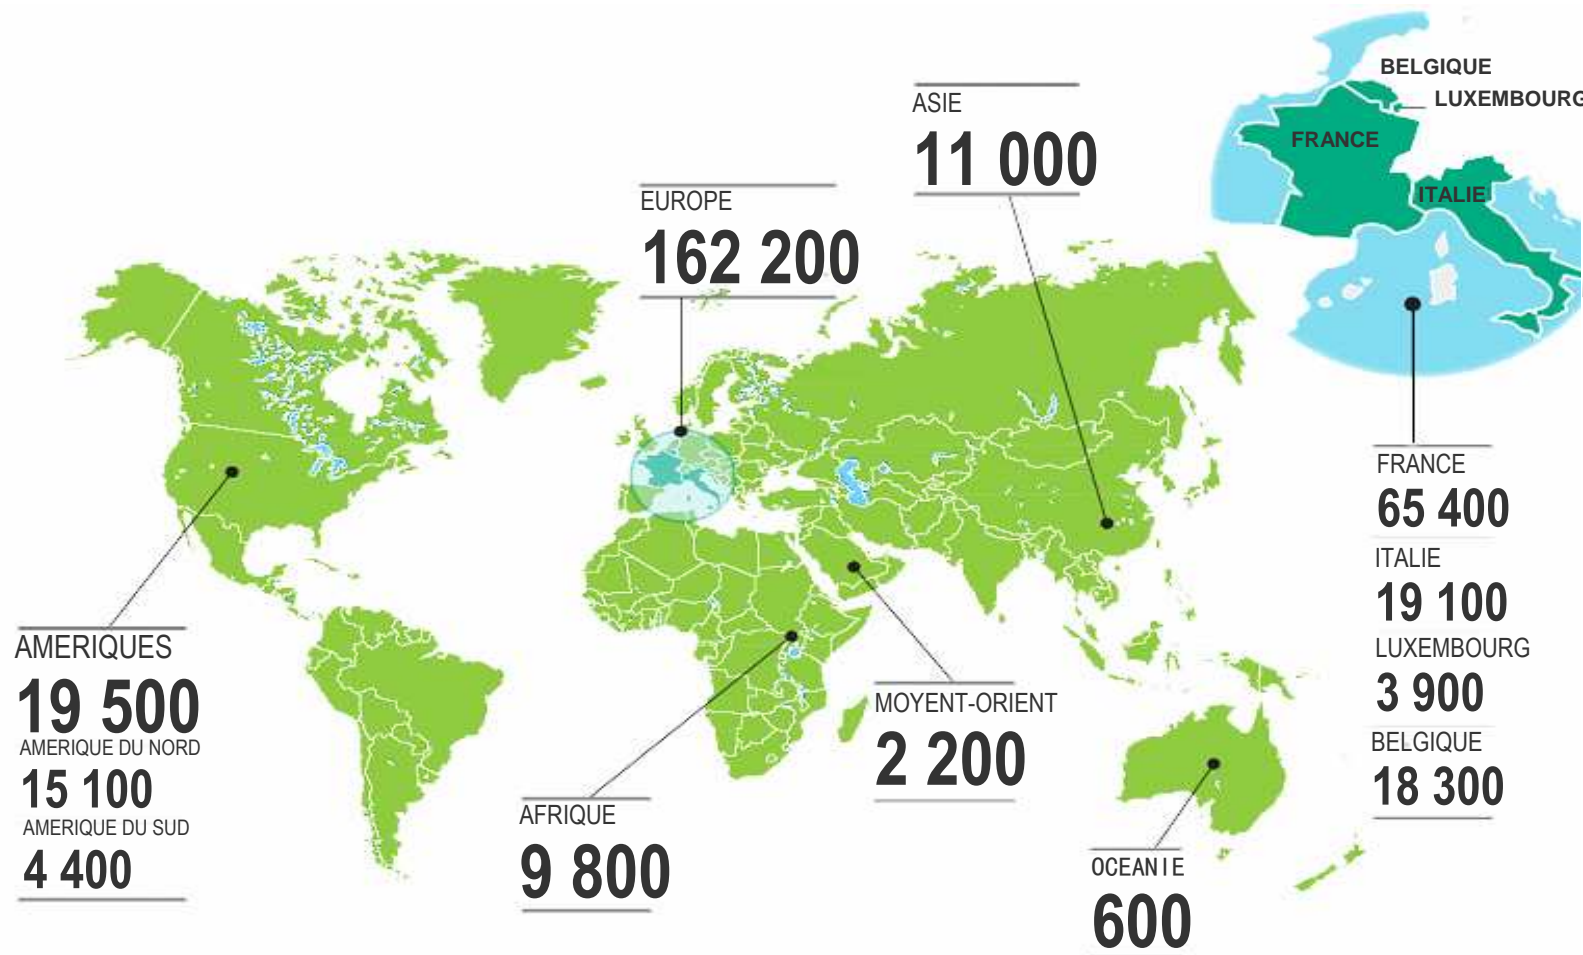 BELGIQUE
LUXEMBOURG
FRANCE
ITALIE
ASIE
11 000
EUROPE
162 200
AMERIQUES
19 500
AMERIQUE DU NORD
15 100
AMERIQUE DU SUD
4 400
AFRIQUE
9 800
MOYENT-ORIENT
2 200
OCEANIE
600
FRANCE
65 400
ITALIE
19 100
LUXEMBOURG
3 900
BELGIQUE
18 300